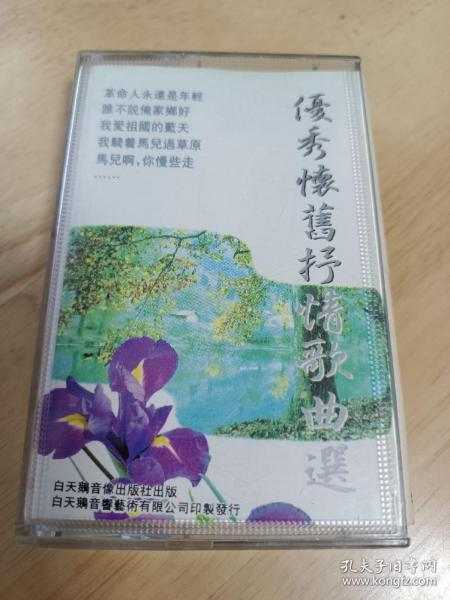 優秀懷舊抒情歌曲選
革命人永遠是年輕
誰不說俺家鄉好
我愛祖國的藍天
我騎着馬兒過草原
馬兒啊,你慢些走
……
白天鵝音像出版社出版
白天鵝音響藝術有限公司印製發行
孔夫子旧书网
www.kongfz.com